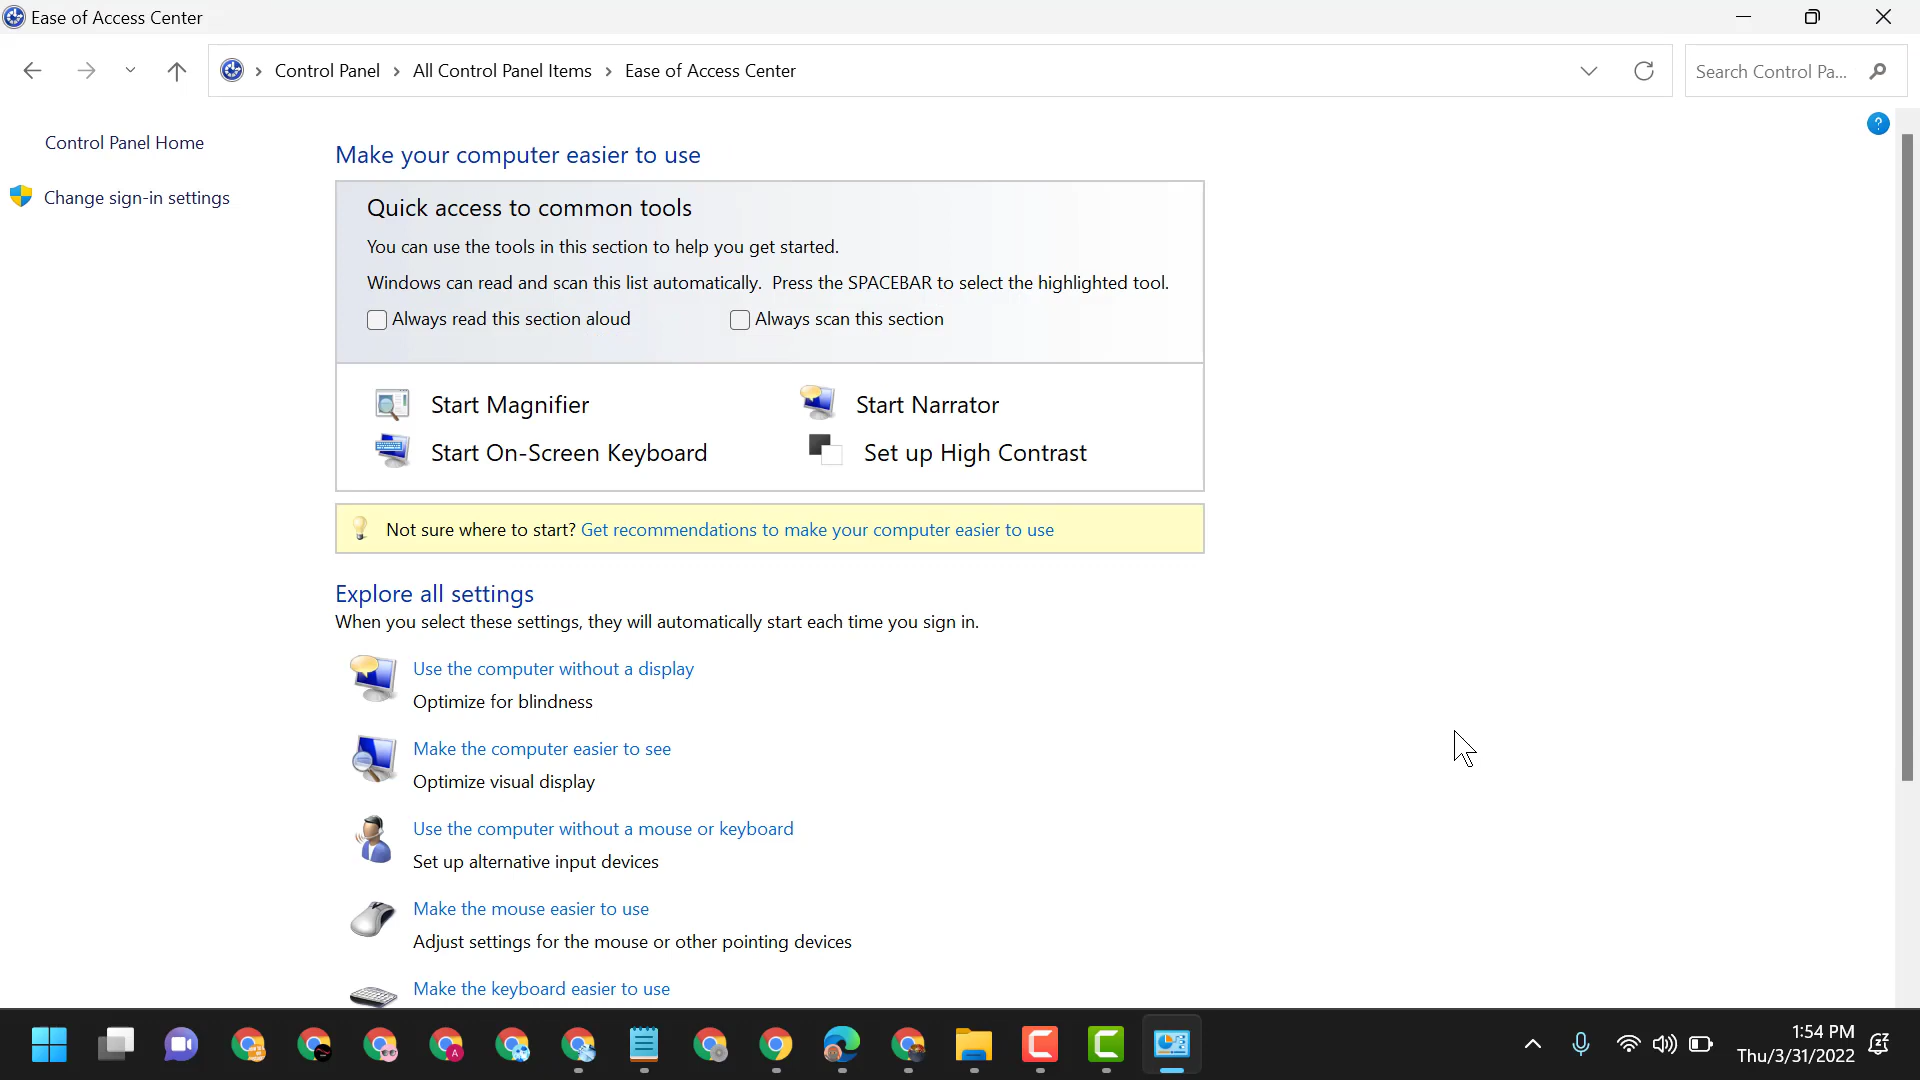 Ease of Access Center
Control Panel > All Control Panel Items > Ease of Access Center
Search Control Pa...
Control Panel Home
Change sign-in settings
Make your computer easier to use
Quick access to common tools
You can use the tools in this section to help you get started.
Windows can read and scan this list automatically. Press the SPACEBAR to select the highlighted tool.
Always read this section aloud
Always scan this section
Start Magnifier
Start Narrator
Start On-Screen Keyboard
Set up High Contrast
Not sure where to start? Get recommendations to make your computer easier to use
Explore all settings
When you select these settings, they will automatically start each time you sign in.
Use the computer without a display
Optimize for blindness
Make the computer easier to see
Optimize visual display
Use the computer without a mouse or keyboard
Set up alternative input devices
Make the mouse easier to use
Adjust settings for the mouse or other pointing devices
Make the keyboard easier to use
1:54 PM
Thu/3/31/2022